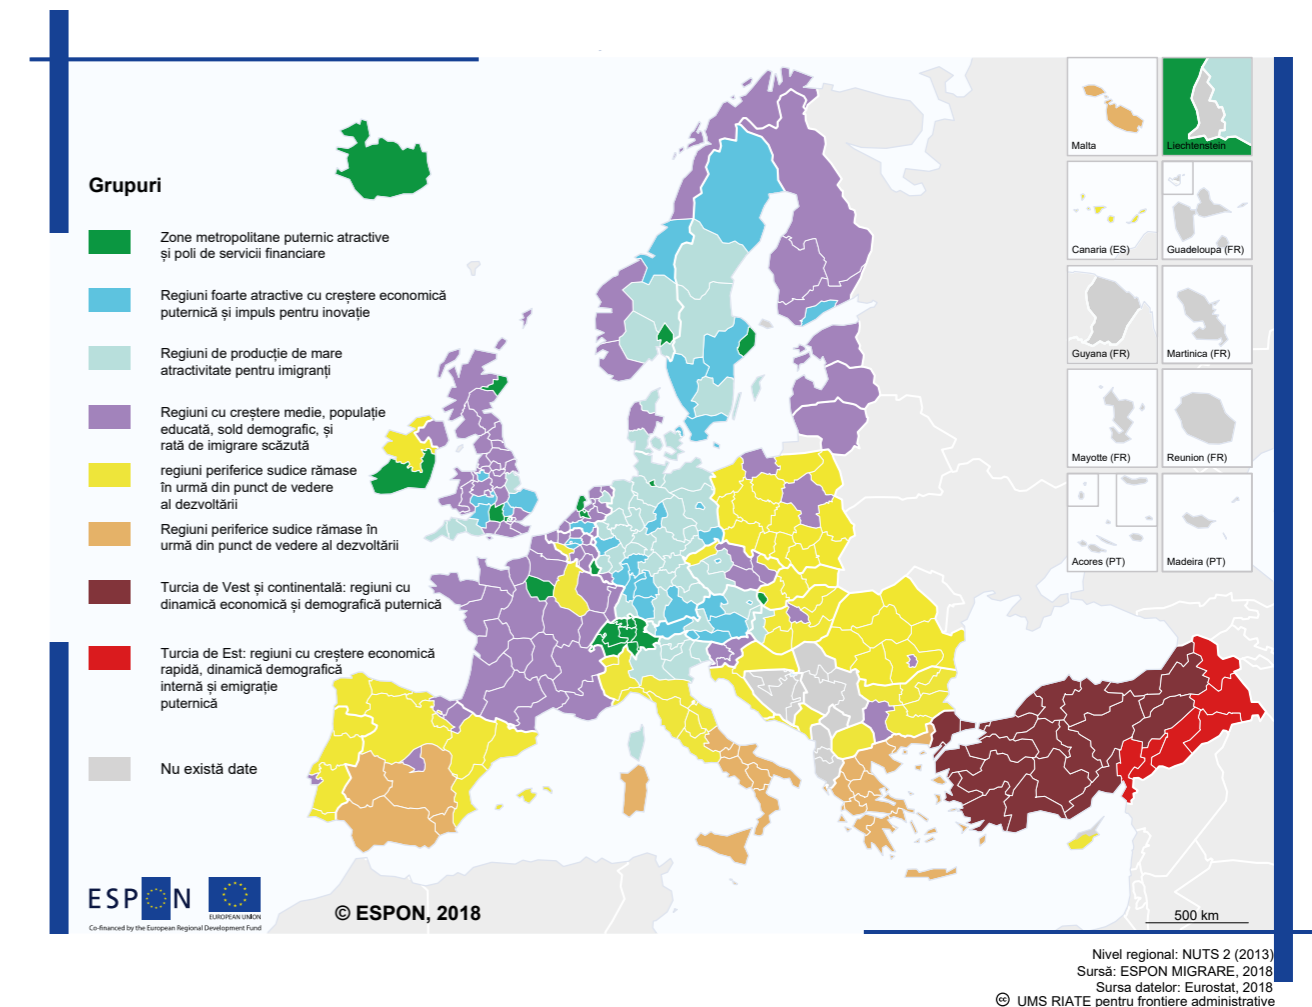 Grupuri
Zone metropolitane puternic atractive
și poli de servicii financiare
Regiuni foarte atractive cu creștere economică
puternică și impuls pentru inovație
Regiuni de producție de mare
atractivitate pentru imigranți
Regiuni cu creștere medie, populație
educată, sold demografic, și
rată de imigrare scăzută
regiuni periferice sudice rămase
în urmă din punct de vedere
al dezvoltării
Regiuni periferice sudice rămase în
urmă din punct de vedere al dezvoltării
Turcia de Vest și continentală: regiuni cu
dinamică economică și demografică puternică
Turcia de Est: regiuni cu creștere economică
rapidă, dinamică demografică
internă și emigrație
puternică
Nu există date
Malta
Liechtenstein
Canaria (ES)
Guadeloupa (FR)
Guyana (FR)
Martinica (FR)
Mayotte (FR)
Reunion (FR)
Acores (PT)
Madeira (PT)
ESPON
EUROPEAN UNION
Co-financed by the European Regional Development Fund
© ESPON, 2018
500 km
Nivel regional: NUTS 2 (2013)
Sursă: ESPON MIGRARE, 2018
Sursa datelor: Eurostat, 2018
UMS RIATE pentru frontiere administrative